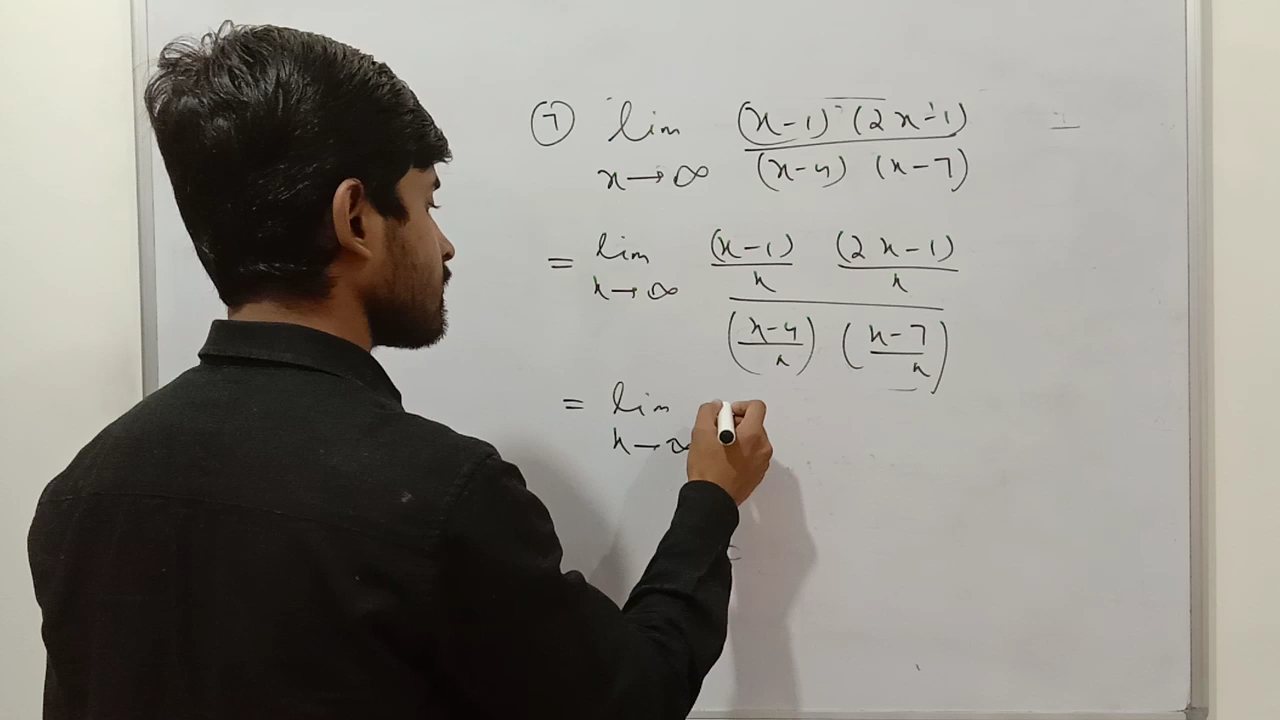 ⑦ lim (x-1) (2x-1)
x→∞ (x-4) (x-7)
= lim (x-1) (2x-1)
x→∞ x x
(x-4) (x-7)
x x
= lim
x→∞